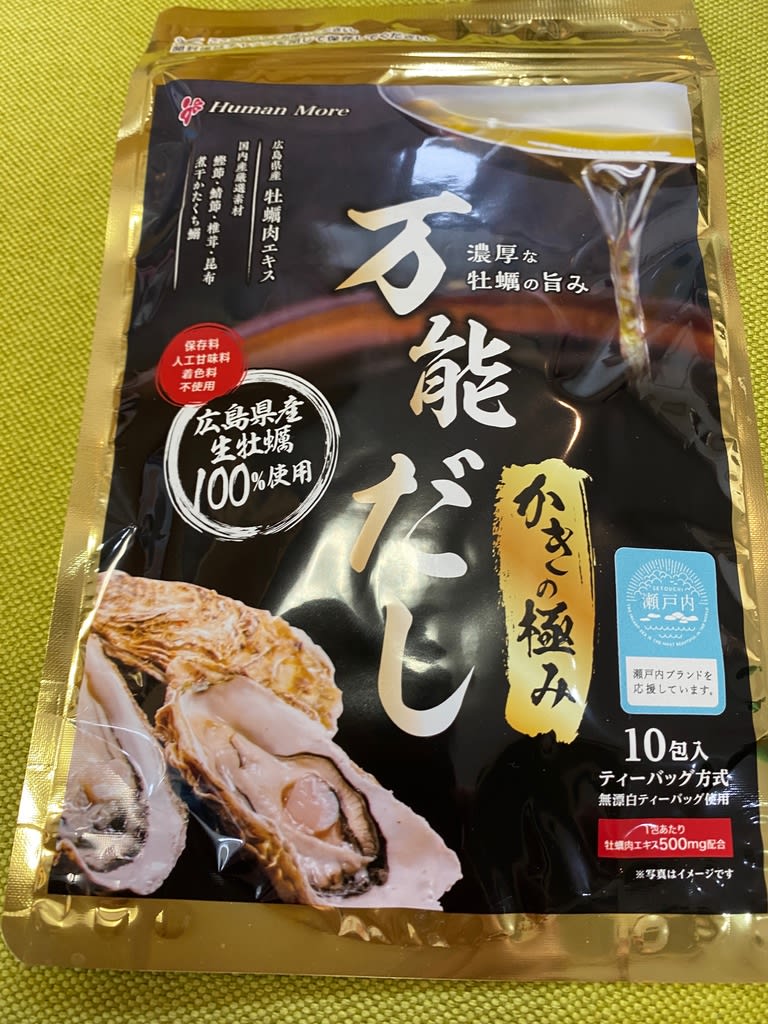 Human More
広島県産 牡蠣肉エキス
国内産厳選素材
鰹節・鯖節・椎茸・昆布
煮干かたくち鰯
濃厚な
牡蠣の旨み
万能だし
保存料
人工甘味料
着色料
不使用
広島県産
生牡蠣
100%使用
かきの極み
SETOUCHI
瀬戸内
瀬戸内ブランドを
応援しています。
10包入
ティーバッグ方式
無漂白ティーバッグ使用
1包あたり
牡蠣肉エキス500mg配合
※写真はイメージです